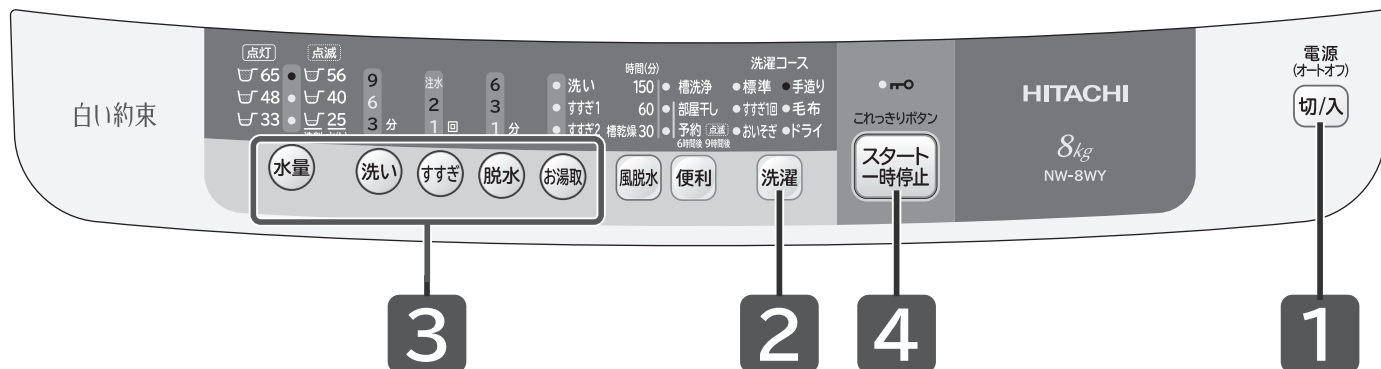 白い約束
点灯 点滅
65 56
48 40
33 25
水量
9
6
3 分
洗い
注水
2
1 回
すすぎ
6
3
1 分
脱水
洗い
すすぎ1
すすぎ2
お湯取
時間(分)
150 槽洗浄
60 部屋干し
槽乾燥 30 予約 点滅
6時間後 9時間後
風脱水
便利
洗濯コース
標準 手造り
すすぎ1回 毛布
おいそぎ ドライ
洗濯
これっきりボタン
スタート
一時停止
HITACHI
8kg
NW-8WY
電源
(オートオフ)
切/入
3
2
4
1